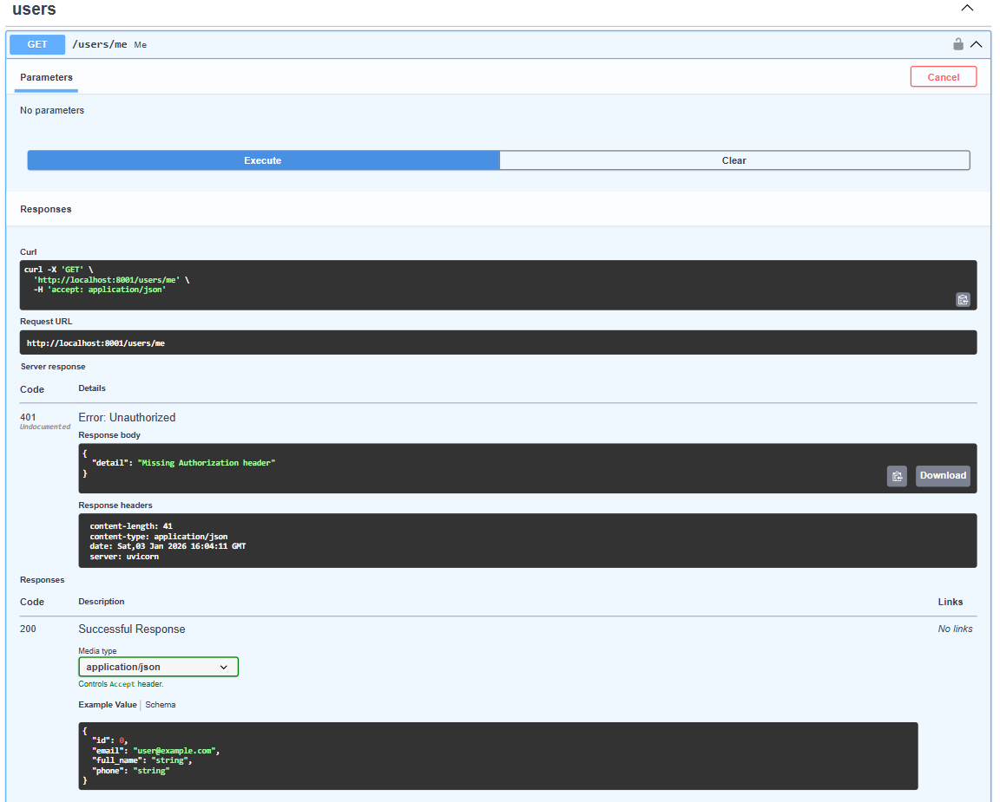 users
GET /users/me Me
Parameters
Cancel
No parameters
Execute
Clear
Responses
Curl
curl -X 'GET' \
  'http://localhost:8001/users/me' \
  -H 'accept: application/json'
Request URL
http://localhost:8001/users/me
Server response
Code Details
401 Error: Unauthorized
Undocumented
Response body
{
  "detail": "Missing Authorization header"
}
Download
Response headers
content-length: 41
content-type: application/json
date: Sat,03 Jan 2026 16:04:11 GMT
server: uvicorn
Responses
Code Description Links
200 Successful Response No links
Media type
application/json
Controls Accept header.
Example Value Schema
{
  "id": 0,
  "email": "user@example.com",
  "full_name": "string",
  "phone": "string"
}